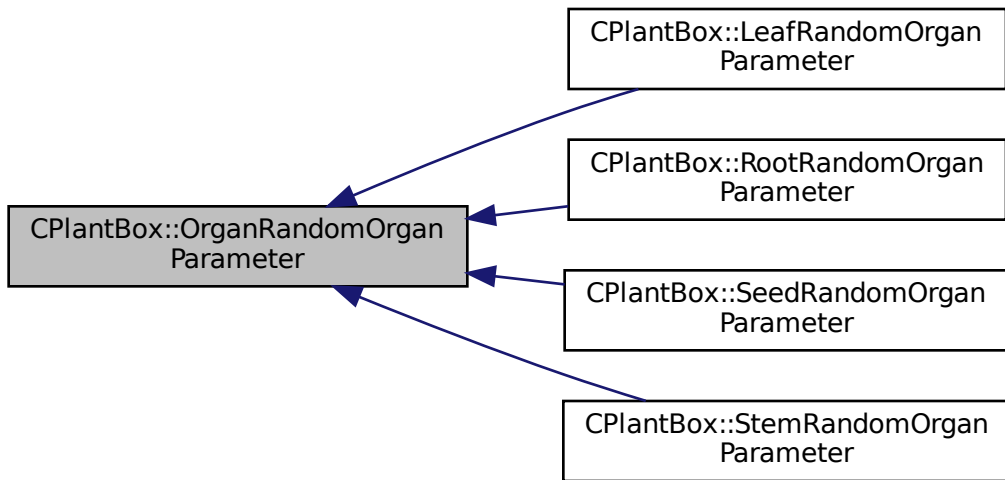 CPlantBox::LeafRandomOrgan
Parameter
CPlantBox::RootRandomOrgan
Parameter
CPlantBox::OrganRandomOrgan
Parameter
CPlantBox::SeedRandomOrgan
Parameter
CPlantBox::StemRandomOrgan
Parameter